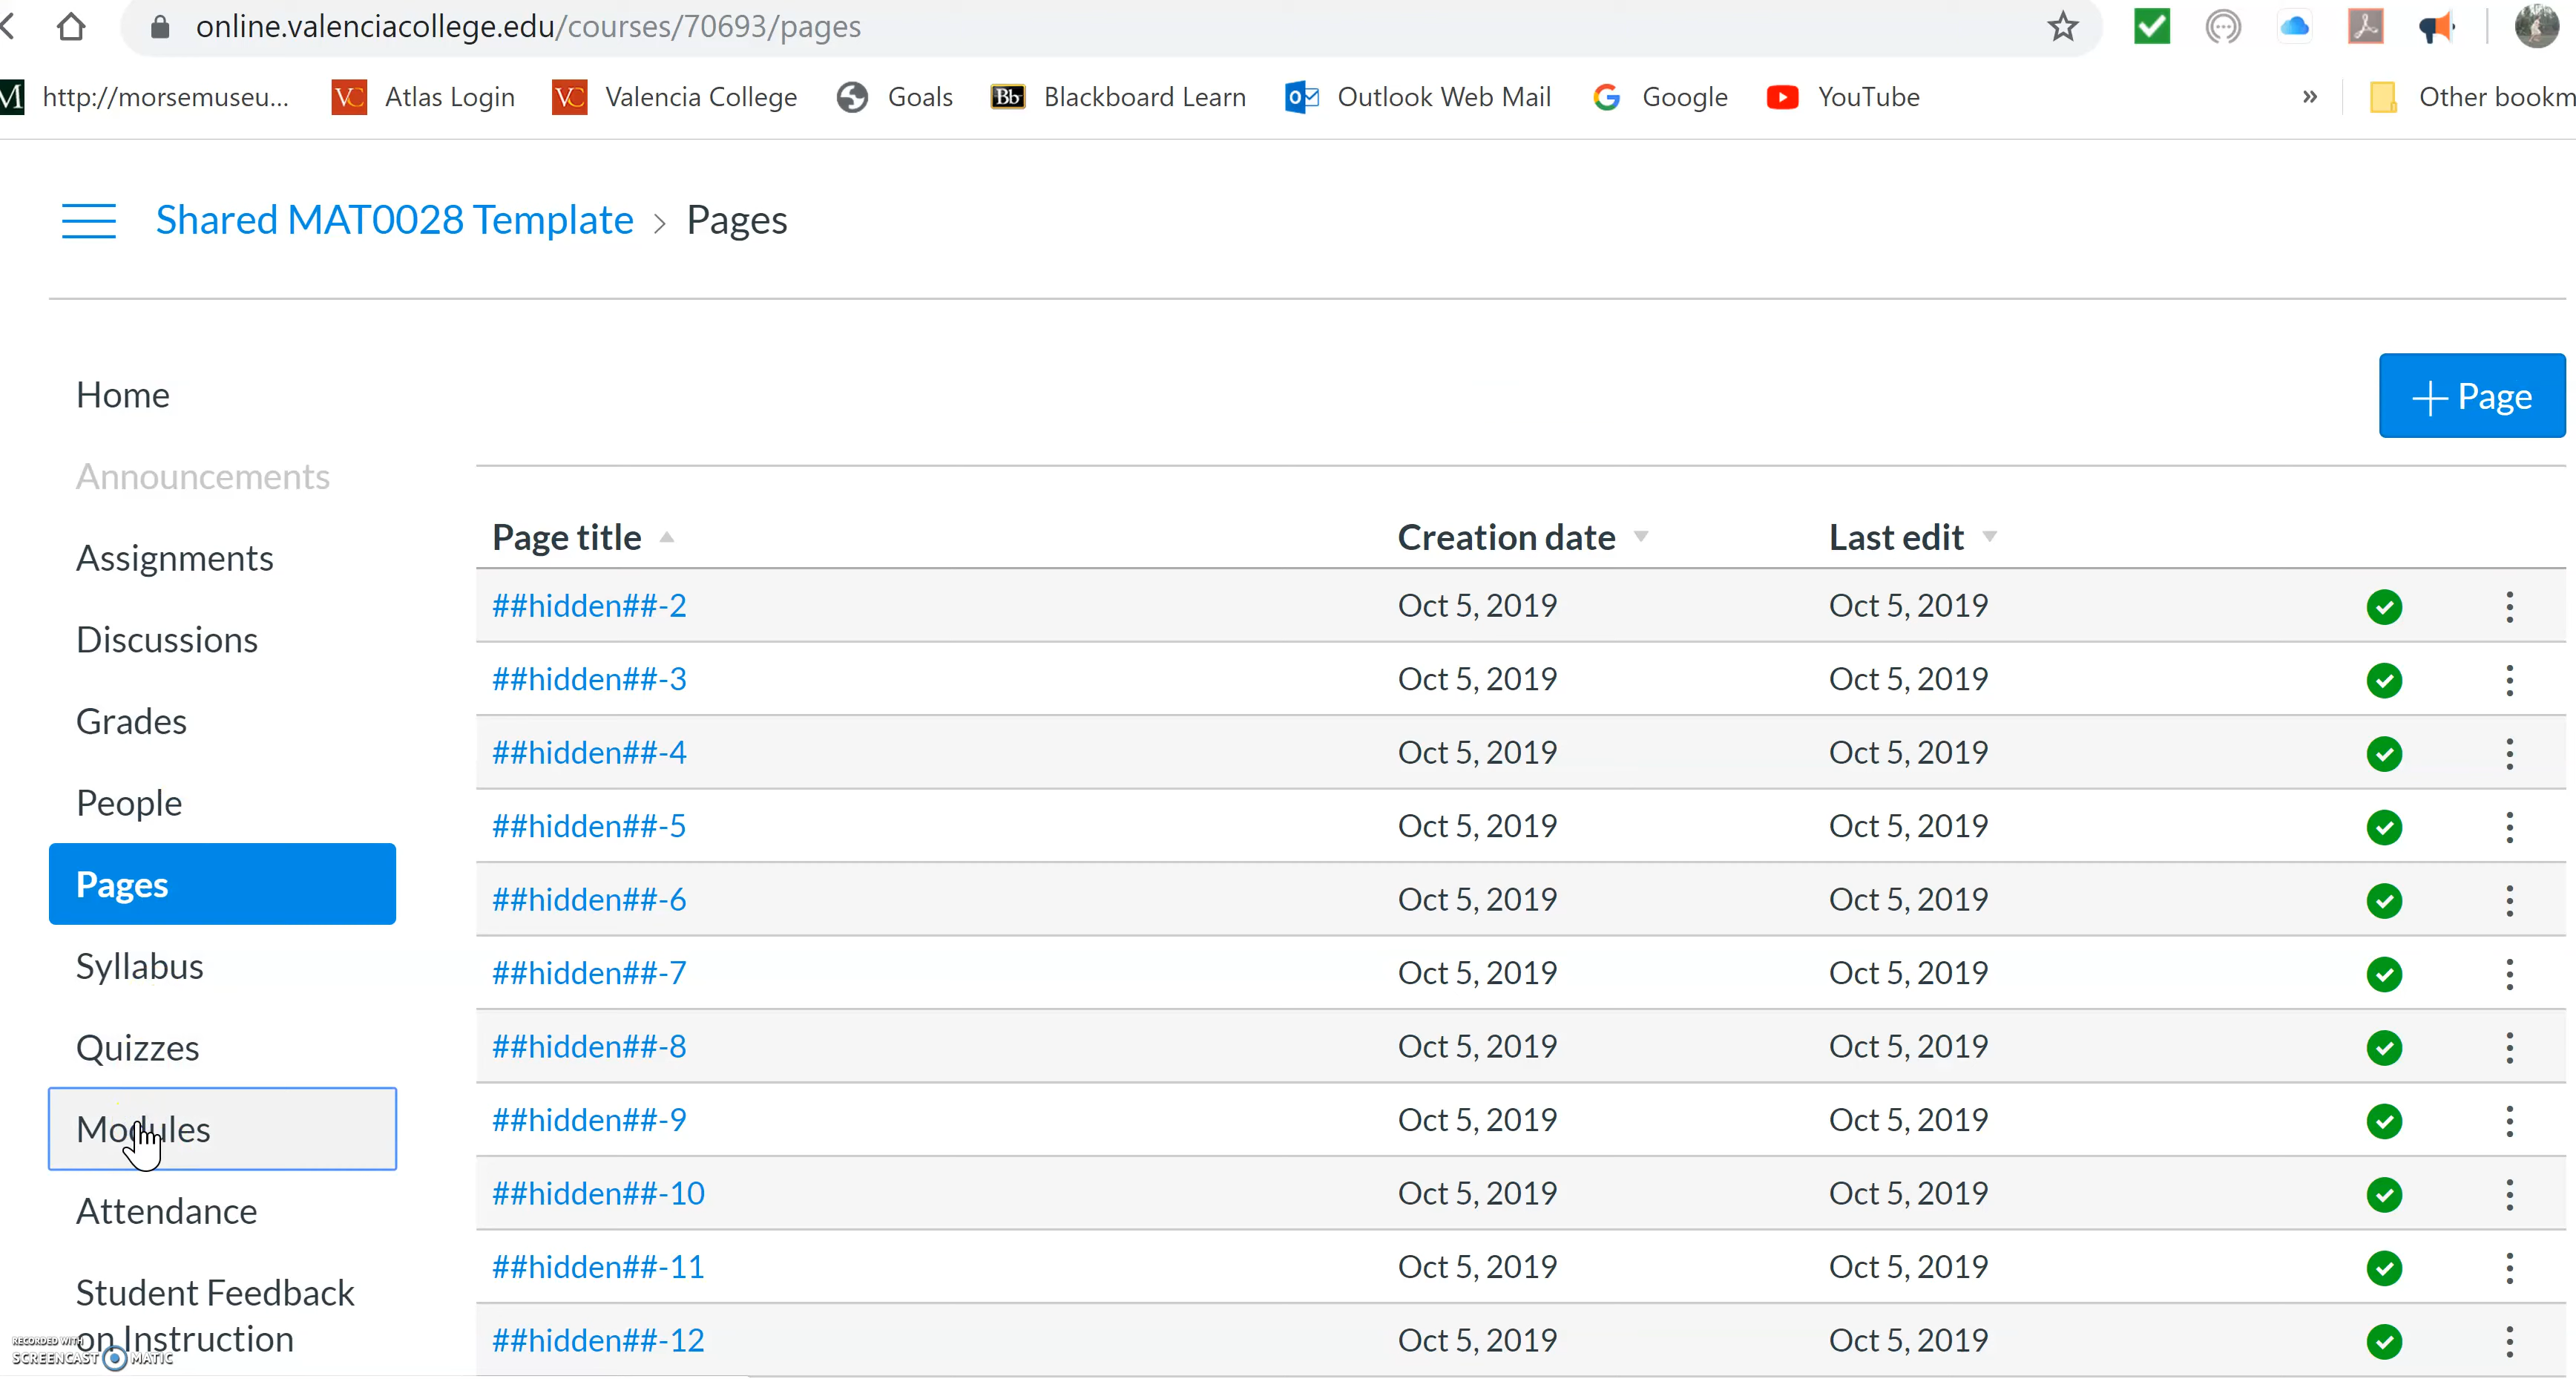 online.valenciacollege.edu/courses/70693/pages
M http://morsemuseu... VC Atlas Login VC Valencia College Goals Bb Blackboard Learn Outlook Web Mail Google YouTube » Other bookm
Shared MAT0028 Template > Pages
Home
+ Page
Announcements
Assignments
Discussions
Grades
People
Pages
Syllabus
Quizzes
Modules
Attendance
Student Feedback
on Instruction
Page title Creation date Last edit
##hidden##-2 Oct 5, 2019 Oct 5, 2019
##hidden##-3 Oct 5, 2019 Oct 5, 2019
##hidden##-4 Oct 5, 2019 Oct 5, 2019
##hidden##-5 Oct 5, 2019 Oct 5, 2019
##hidden##-6 Oct 5, 2019 Oct 5, 2019
##hidden##-7 Oct 5, 2019 Oct 5, 2019
##hidden##-8 Oct 5, 2019 Oct 5, 2019
##hidden##-9 Oct 5, 2019 Oct 5, 2019
##hidden##-10 Oct 5, 2019 Oct 5, 2019
##hidden##-11 Oct 5, 2019 Oct 5, 2019
##hidden##-12 Oct 5, 2019 Oct 5, 2019
RECORDED WITH
SCREENCAST MATIC